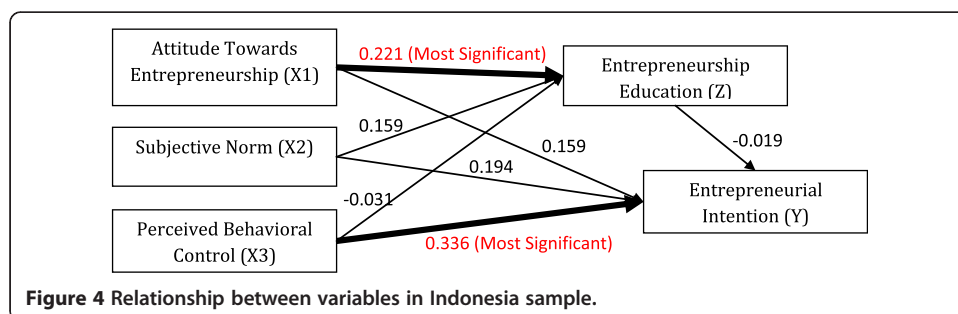 Attitude Towards
Entrepreneurship (X1)
0.221 (Most Significant)
Entrepreneurship
Education (Z)
0.159
Subjective Norm (X2)
0.159
-0.019
0.194
Entrepreneurial
Intention (Y)
-0.031
Perceived Behavioral
Control (X3)
0.336 (Most Significant)
Figure 4 Relationship between variables in Indonesia sample.